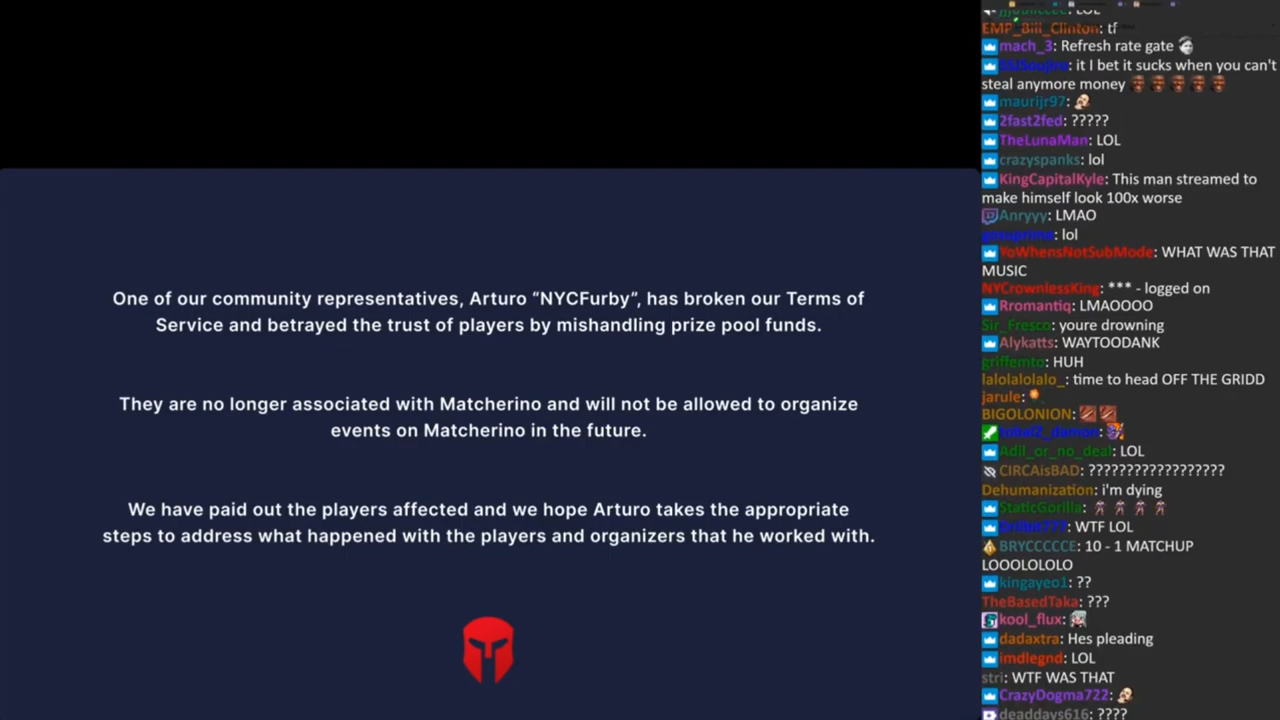 One of our community representatives, Arturo “NYCFurby”, has broken our Terms of
Service and betrayed the trust of players by mishandling prize pool funds.
They are no longer associated with Matcherino and will not be allowed to organize
events on Matcherino in the future.
We have paid out the players affected and we hope Arturo takes the appropriate
steps to address what happened with the players and organizers that he worked with.
LOL
EMP_Bill_Clinton: tf
mach_3: Refresh rate gate
it I bet it sucks when you can't
steal anymore money
maurijr97:
2fast2fed: ?????
TheLunaMan: LOL
crazyspanks: lol
KingCapitalKyle: This man streamed to
make himself look 100x worse
Anryyy: LMAO
lol
YoWhensNotSubMode: WHAT WAS THAT
MUSIC
NYCrownlessKing: *** - logged on
Rromantiq: LMAOOOO
Sir_Fresco: youre drowning
Alykatts: WAYTOODANK
griffemto: HUH
lalolalolalo_: time to head OFF THE GRIDD
jarule:
BIGOLONION:
Adil_or_no_deal: LOL
CIRCAisBAD: ??????????????????
Dehumanization: i'm dying
StaticGorilla:
WTF LOL
BRYCCCCCE: 10 - 1 MATCHUP
LOOOLOLOLO
kingayeo1: ??
TheBasedTaka: ???
kool_flux:
dadaxtra: Hes pleading
imdlegnd: LOL
stri: WTF WAS THAT
CrazyDogma722:
deaddays616: ????